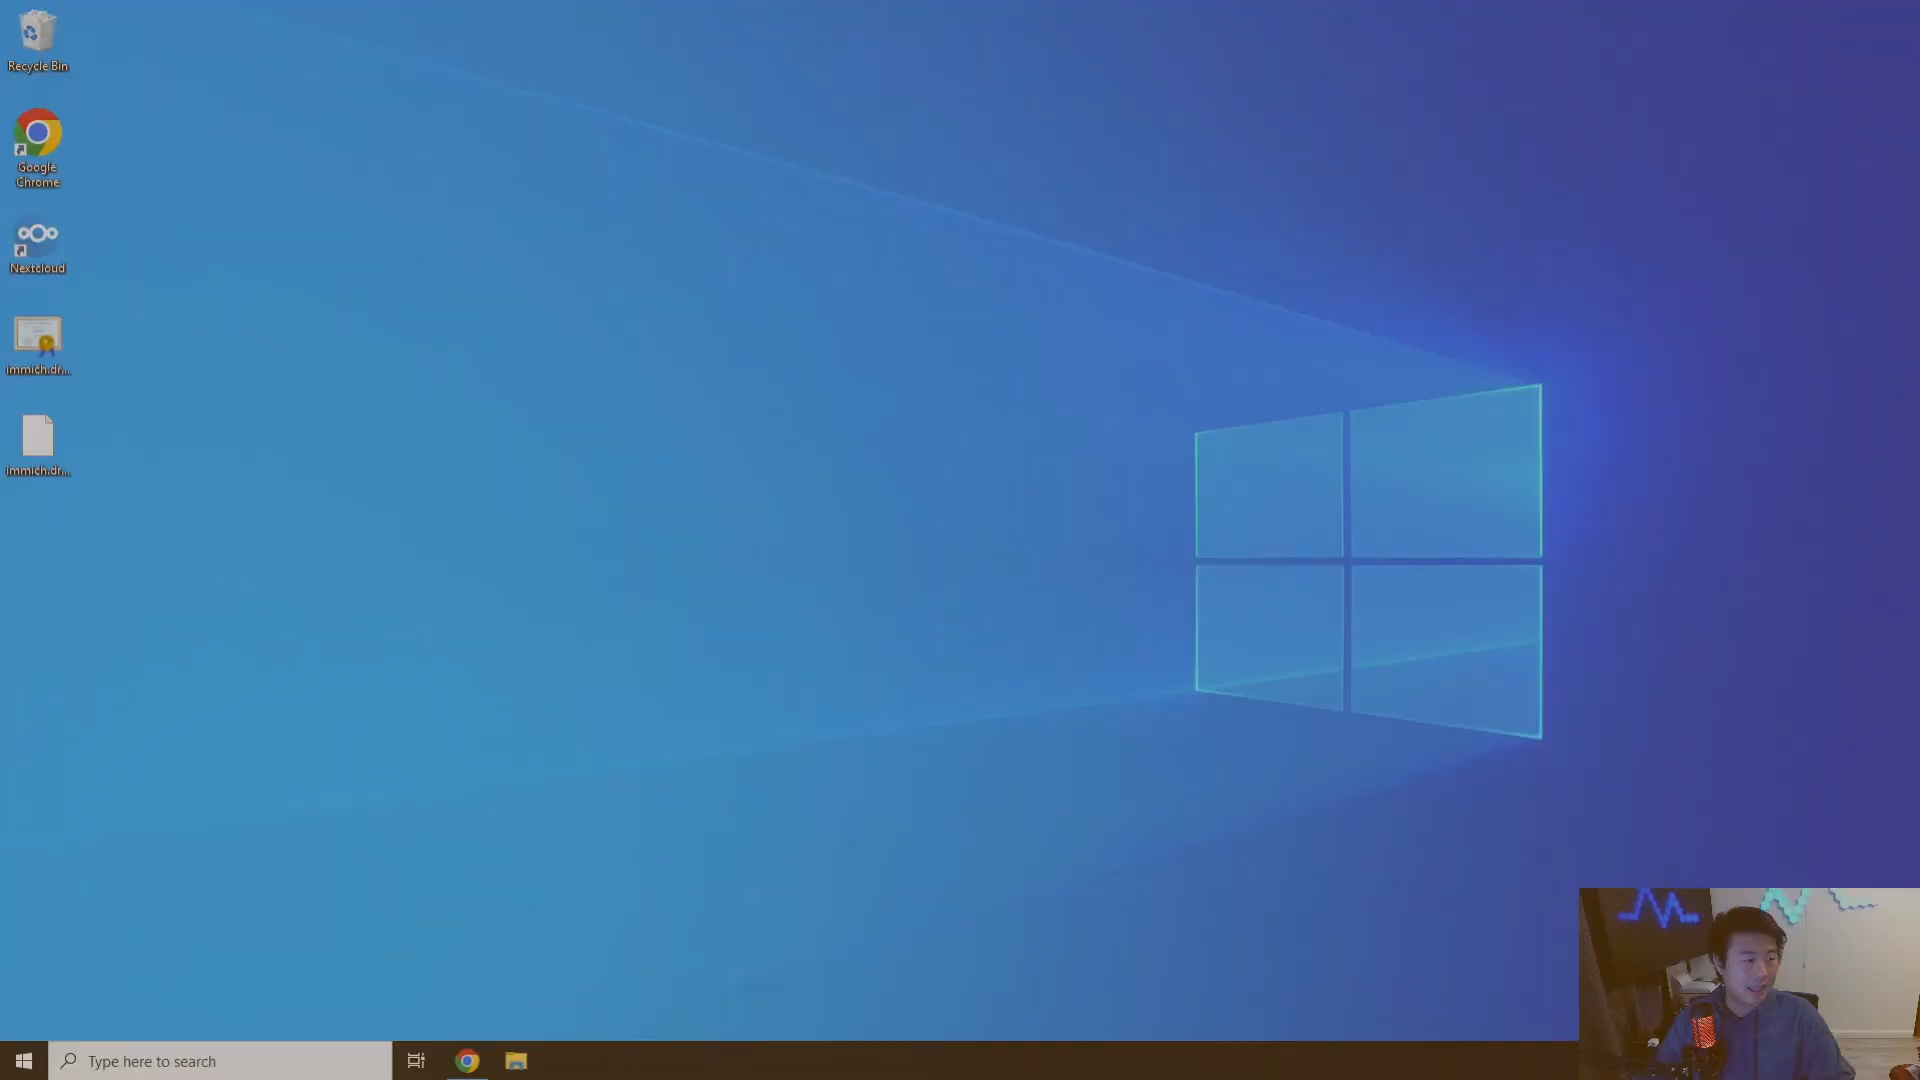 Recycle Bin
Google
Chrome
Nextcloud
immich.dr...
immich.dr...
Type here to search